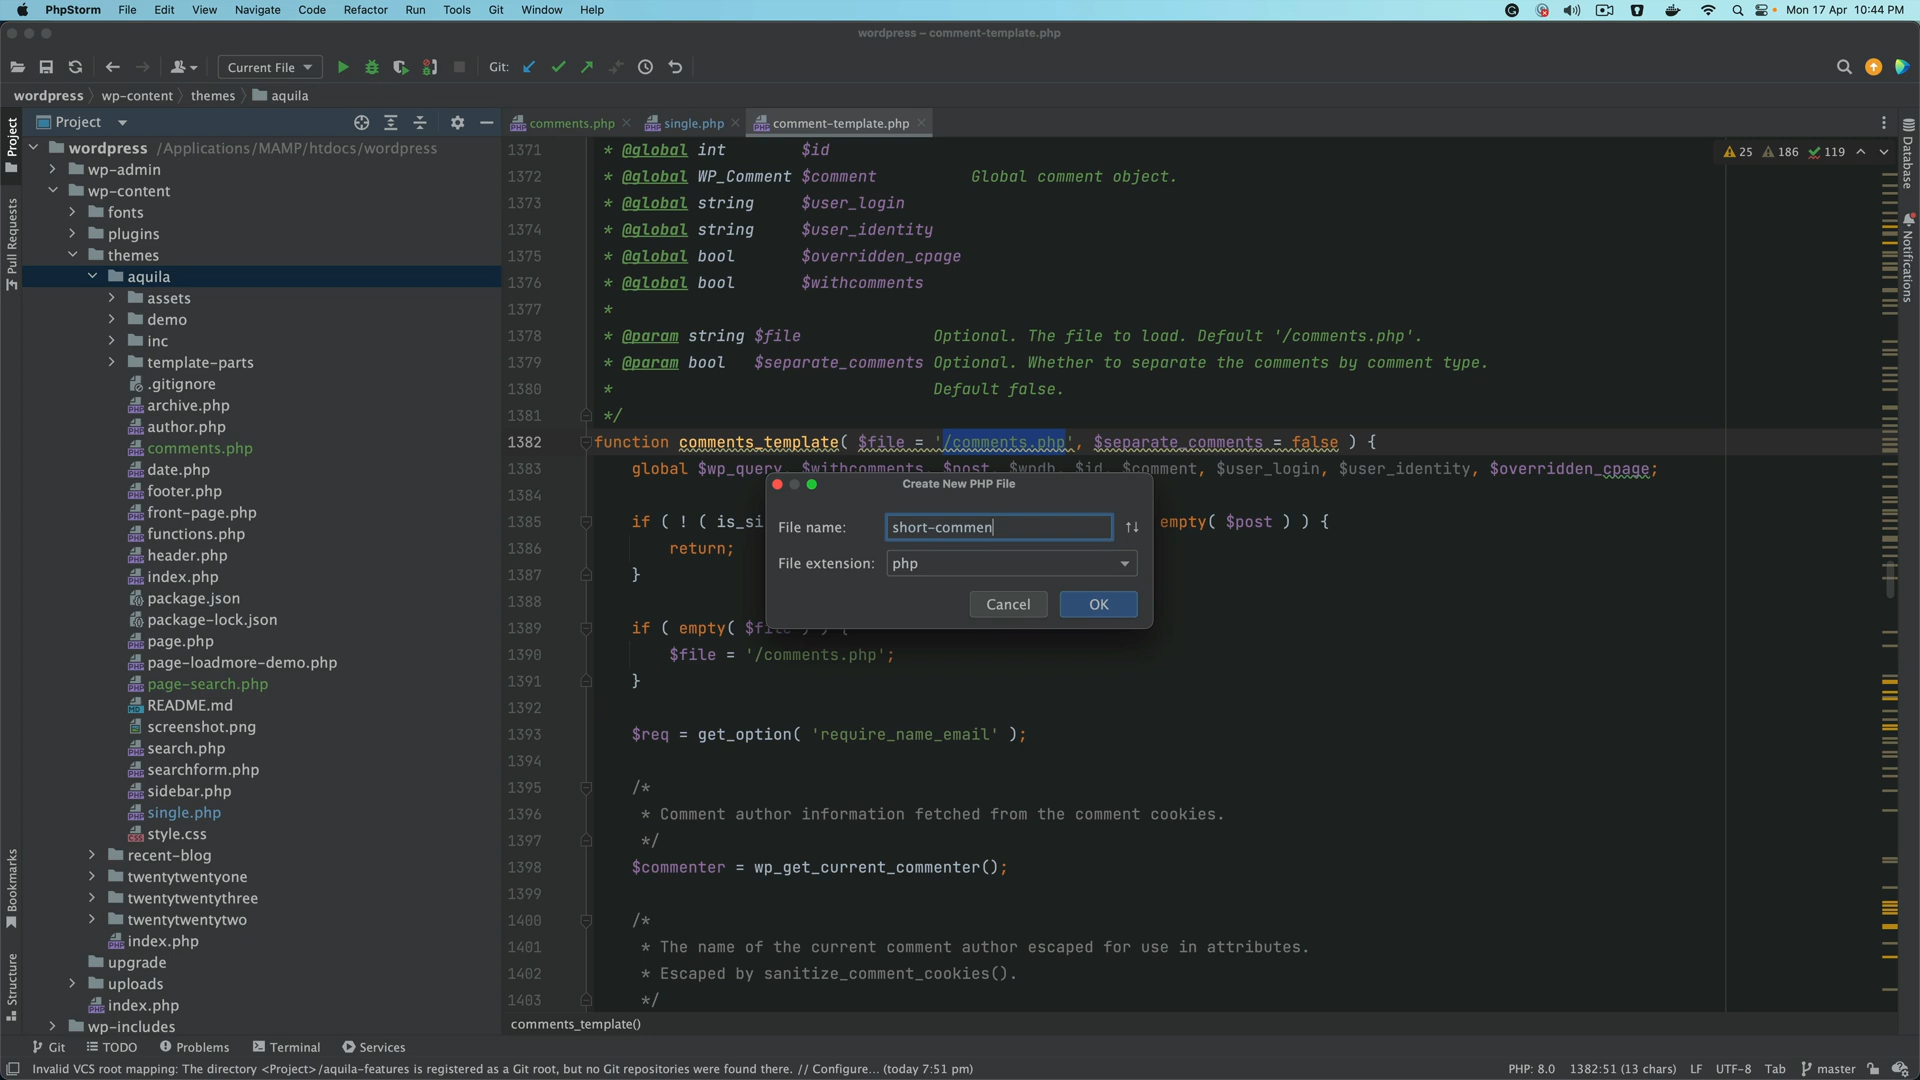 PhpStorm File Edit View Navigate Code Refactor Run Tools Git Window Help Mon 17 Apr 10:44 PM
wordpress – comment-template.php
Current File Git:
wordpress wp-content themes aquila
Project
comments.php single.php comment-template.php
wordpress /Applications/MAMP/htdocs/wordpress
wp-admin
wp-content
fonts
plugins
themes
aquila
assets
demo
inc
template-parts
.gitignore
archive.php
author.php
comments.php
date.php
footer.php
front-page.php
functions.php
header.php
index.php
package.json
package-lock.json
page.php
page-loadmore-demo.php
page-search.php
README.md
screenshot.png
search.php
searchform.php
sidebar.php
single.php
style.css
recent-blog
twentytwentyone
twentytwentythree
twentytwentytwo
index.php
upgrade
uploads
index.php
wp-includes
Project
Pull Requests
Bookmarks
Structure
25 186 119
1371 * @global int $id
1372 * @global WP_Comment $comment Global comment object.
1373 * @global string $user_login
1374 * @global string $user_identity
1375 * @global bool $overridden_cpage
1376 * @global bool $withcomments
1377 *
1378 * @param string $file Optional. The file to load. Default '/comments.php'.
1379 * @param bool $separate_comments Optional. Whether to separate the comments by comment type.
1380 * Default false.
1381 */
1382 function comments_template( $file = '/comments.php', $separate_comments = false ) {
1383 global $wp_query, $withcomments, $post, $wpdb, $id, $comment, $user_login, $user_identity, $overridden_cpage;
1384
1385 if ( ! ( is_si empty( $post ) ) {
1386 return;
1387 }
1388
1389 if ( empty( $file ) ) {
1390 $file = '/comments.php';
1391 }
1392
1393 $req = get_option( 'require_name_email' );
1394
1395 /*
1396 * Comment author information fetched from the comment cookies.
1397 */
1398 $commenter = wp_get_current_commenter();
1399
1400 /*
1401 * The name of the current comment author escaped for use in attributes.
1402 * Escaped by sanitize_comment_cookies().
1403 */
Create New PHP File
File name: short-commen
File extension: php
Cancel OK
Database
Notifications
comments_template()
Git TODO Problems Terminal Services
Invalid VCS root mapping: The directory <Project>/aquila-features is registered as a Git root, but no Git repositories were found there. // Configure... (today 7:51 pm) PHP: 8.0 1382:51 (13 chars) LF UTF-8 Tab master